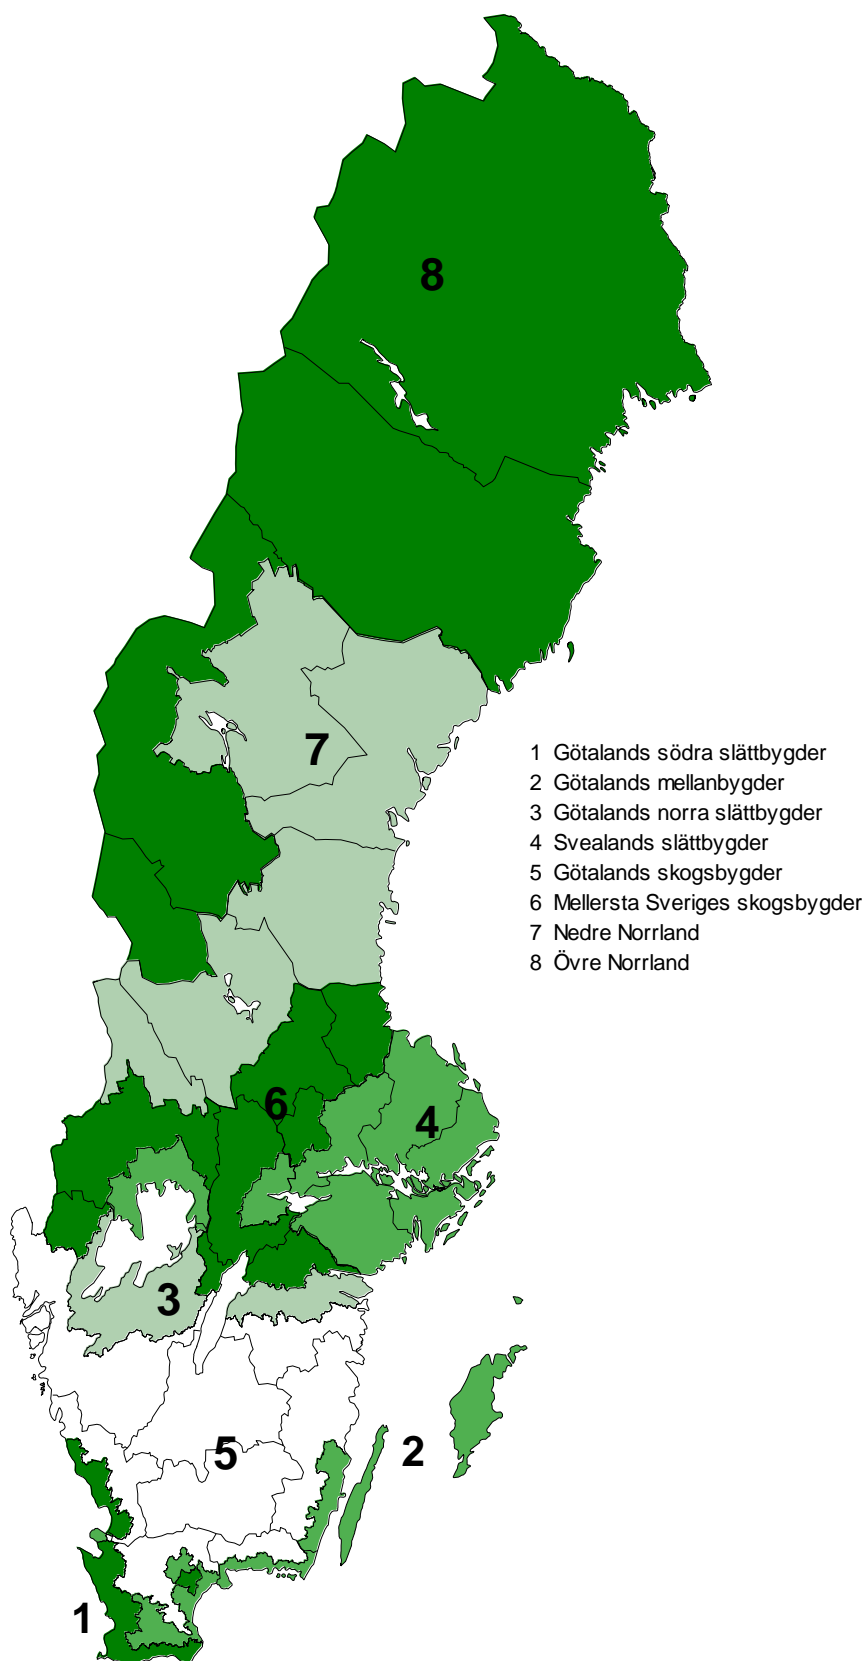 8
7
1 Götalands södra slättbygder
2 Götalands mellanbygder
3 Götalands norra slättbygder
4 Svealands slättbygder
5 Götalands skogsbygder
6 Mellersta Sveriges skogsbygder
7 Nedre Norrland
8 Övre Norrland
6
4
3
5
2
1